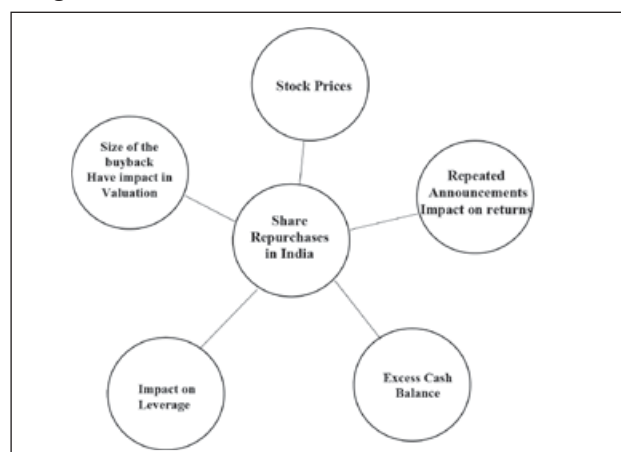 Stock Prices
Size of the
buyback
Have impact in
Valuation
Repeated
Announcements
Impact on returns
Share
Repurchases
in India
Impact on
Leverage
Excess Cash
Balance